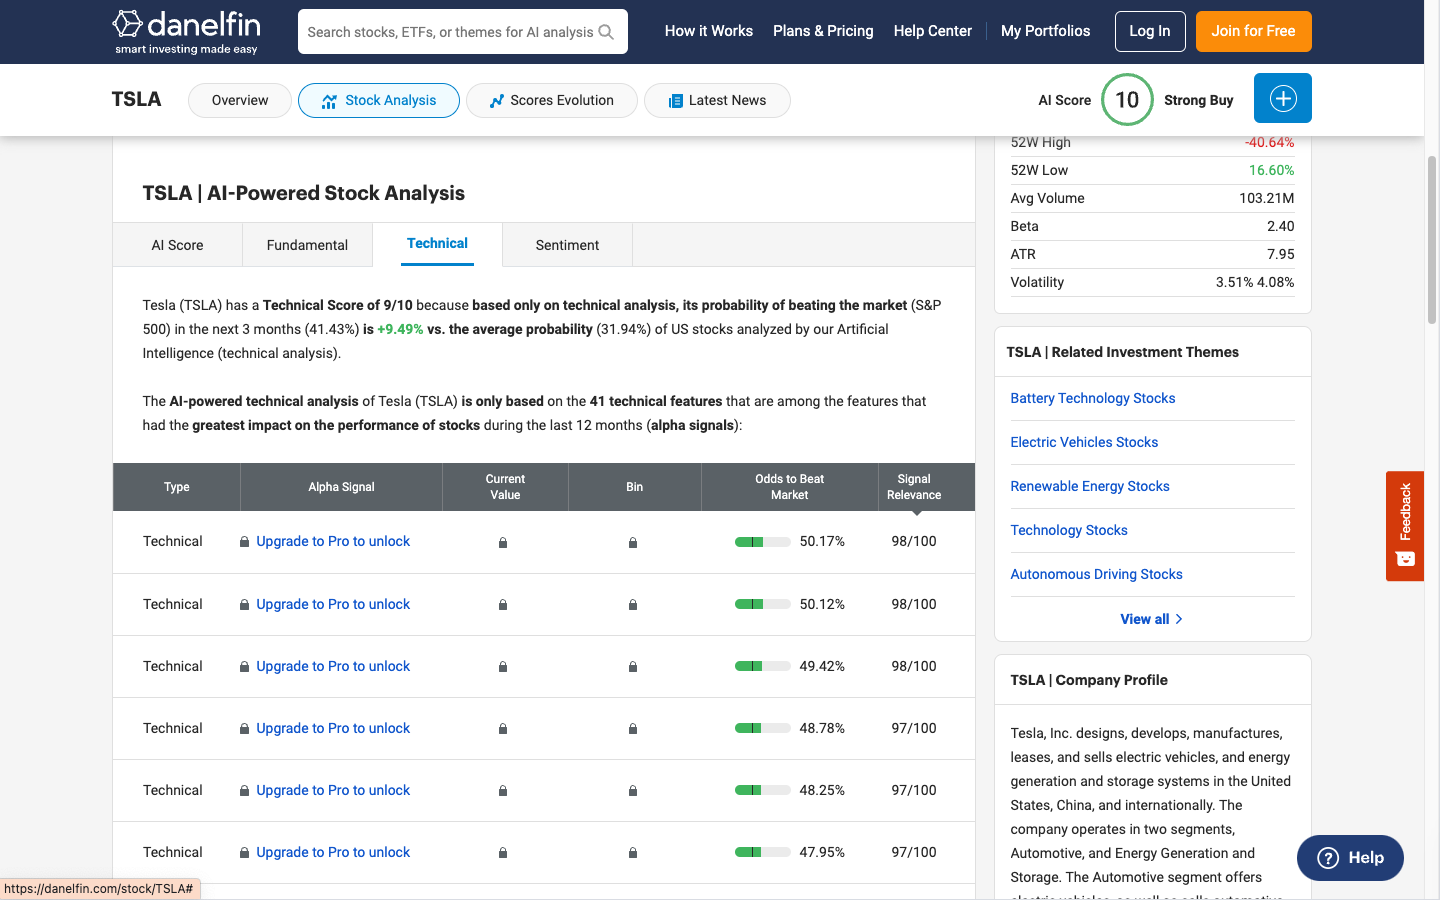 danelfin
smart investing made easy
Search stocks, ETFs, or themes for AI analysis
How it Works
Plans & Pricing
Help Center
My Portfolios
Log In
Join for Free
TSLA
Overview
Stock Analysis
Scores Evolution
Latest News
AI Score
10
Strong Buy
TSLA | AI-Powered Stock Analysis
AI Score
Fundamental
Technical
Sentiment
Tesla (TSLA) has a Technical Score of 9/10 because based only on technical analysis, its probability of beating the market (S&P
500) in the next 3 months (41.43%) is +9.49% vs. the average probability (31.94%) of US stocks analyzed by our Artificial
Intelligence (technical analysis).
The AI-powered technical analysis of Tesla (TSLA) is only based on the 41 technical features that are among the features that
had the greatest impact on the performance of stocks during the last 12 months (alpha signals):
Type
Alpha Signal
Current
Value
Bin
Odds to Beat
Market
Signal
Relevance
Technical Upgrade to Pro to unlock 50.17% 98/100
Technical Upgrade to Pro to unlock 50.12% 98/100
Technical Upgrade to Pro to unlock 49.42% 98/100
Technical Upgrade to Pro to unlock 48.78% 97/100
Technical Upgrade to Pro to unlock 48.25% 97/100
Technical Upgrade to Pro to unlock 47.95% 97/100
52W High -40.64%
52W Low 16.60%
Avg Volume 103.21M
Beta 2.40
ATR 7.95
Volatility 3.51% 4.08%
TSLA | Related Investment Themes
Battery Technology Stocks
Electric Vehicles Stocks
Renewable Energy Stocks
Technology Stocks
Autonomous Driving Stocks
View all
TSLA | Company Profile
Tesla, Inc. designs, develops, manufactures,
leases, and sells electric vehicles, and energy
generation and storage systems in the United
States, China, and internationally. The
company operates in two segments,
Automotive, and Energy Generation and
Storage. The Automotive segment offers
electric vehicles, as well as sells automotive
Feedback
Help
https://danelfin.com/stock/TSLA#